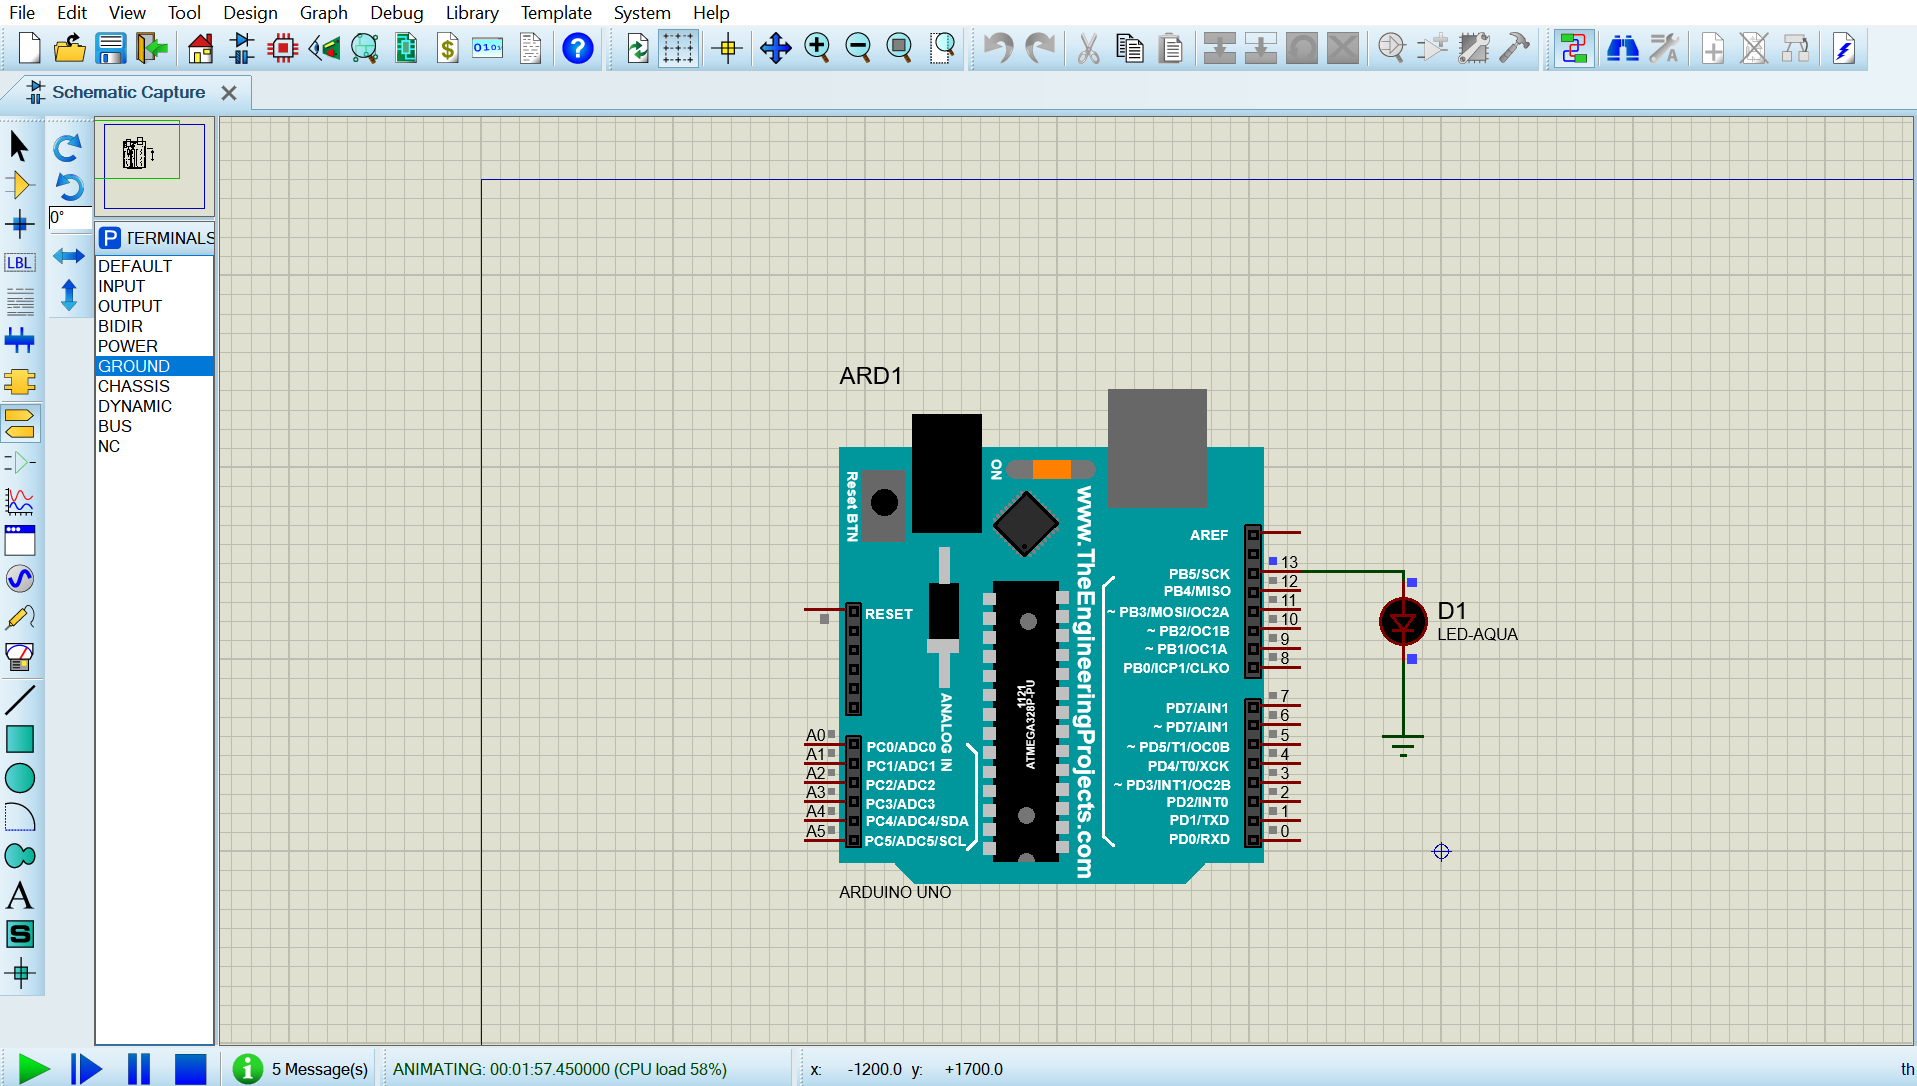 File Edit View Tool Design Graph Debug Library Template System Help
Schematic Capture
0°
P TERMINALS
LBL
DEFAULT
INPUT
OUTPUT
BIDIR
POWER
GROUND
CHASSIS
DYNAMIC
BUS
NC
A
S
ARD1
Reset BTN
ON
www.TheEngineeringProjects.com
RESET
ANALOG IN
1121
ATMEGA328P-PU
A0 PC0/ADC0
A1 PC1/ADC1
A2 PC2/ADC2
A3 PC3/ADC3
A4 PC4/ADC4/SDA
A5 PC5/ADC5/SCL
AREF
PB5/SCK 13
PB4/MISO 12
~ PB3/MOSI/OC2A 11
~ PB2/OC1B 10
~ PB1/OC1A 9
PB0/ICP1/CLKO 8
PD7/AIN1 7
~ PD7/AIN1 6
~ PD5/T1/OC0B 5
PD4/T0/XCK 4
~ PD3/INT1/OC2B 3
PD2/INT0 2
PD1/TXD 1
PD0/RXD 0
D1
LED-AQUA
ARDUINO UNO
5 Message(s) ANIMATING: 00:01:57.450000 (CPU load 58%) x: -1200.0 y: +1700.0 th